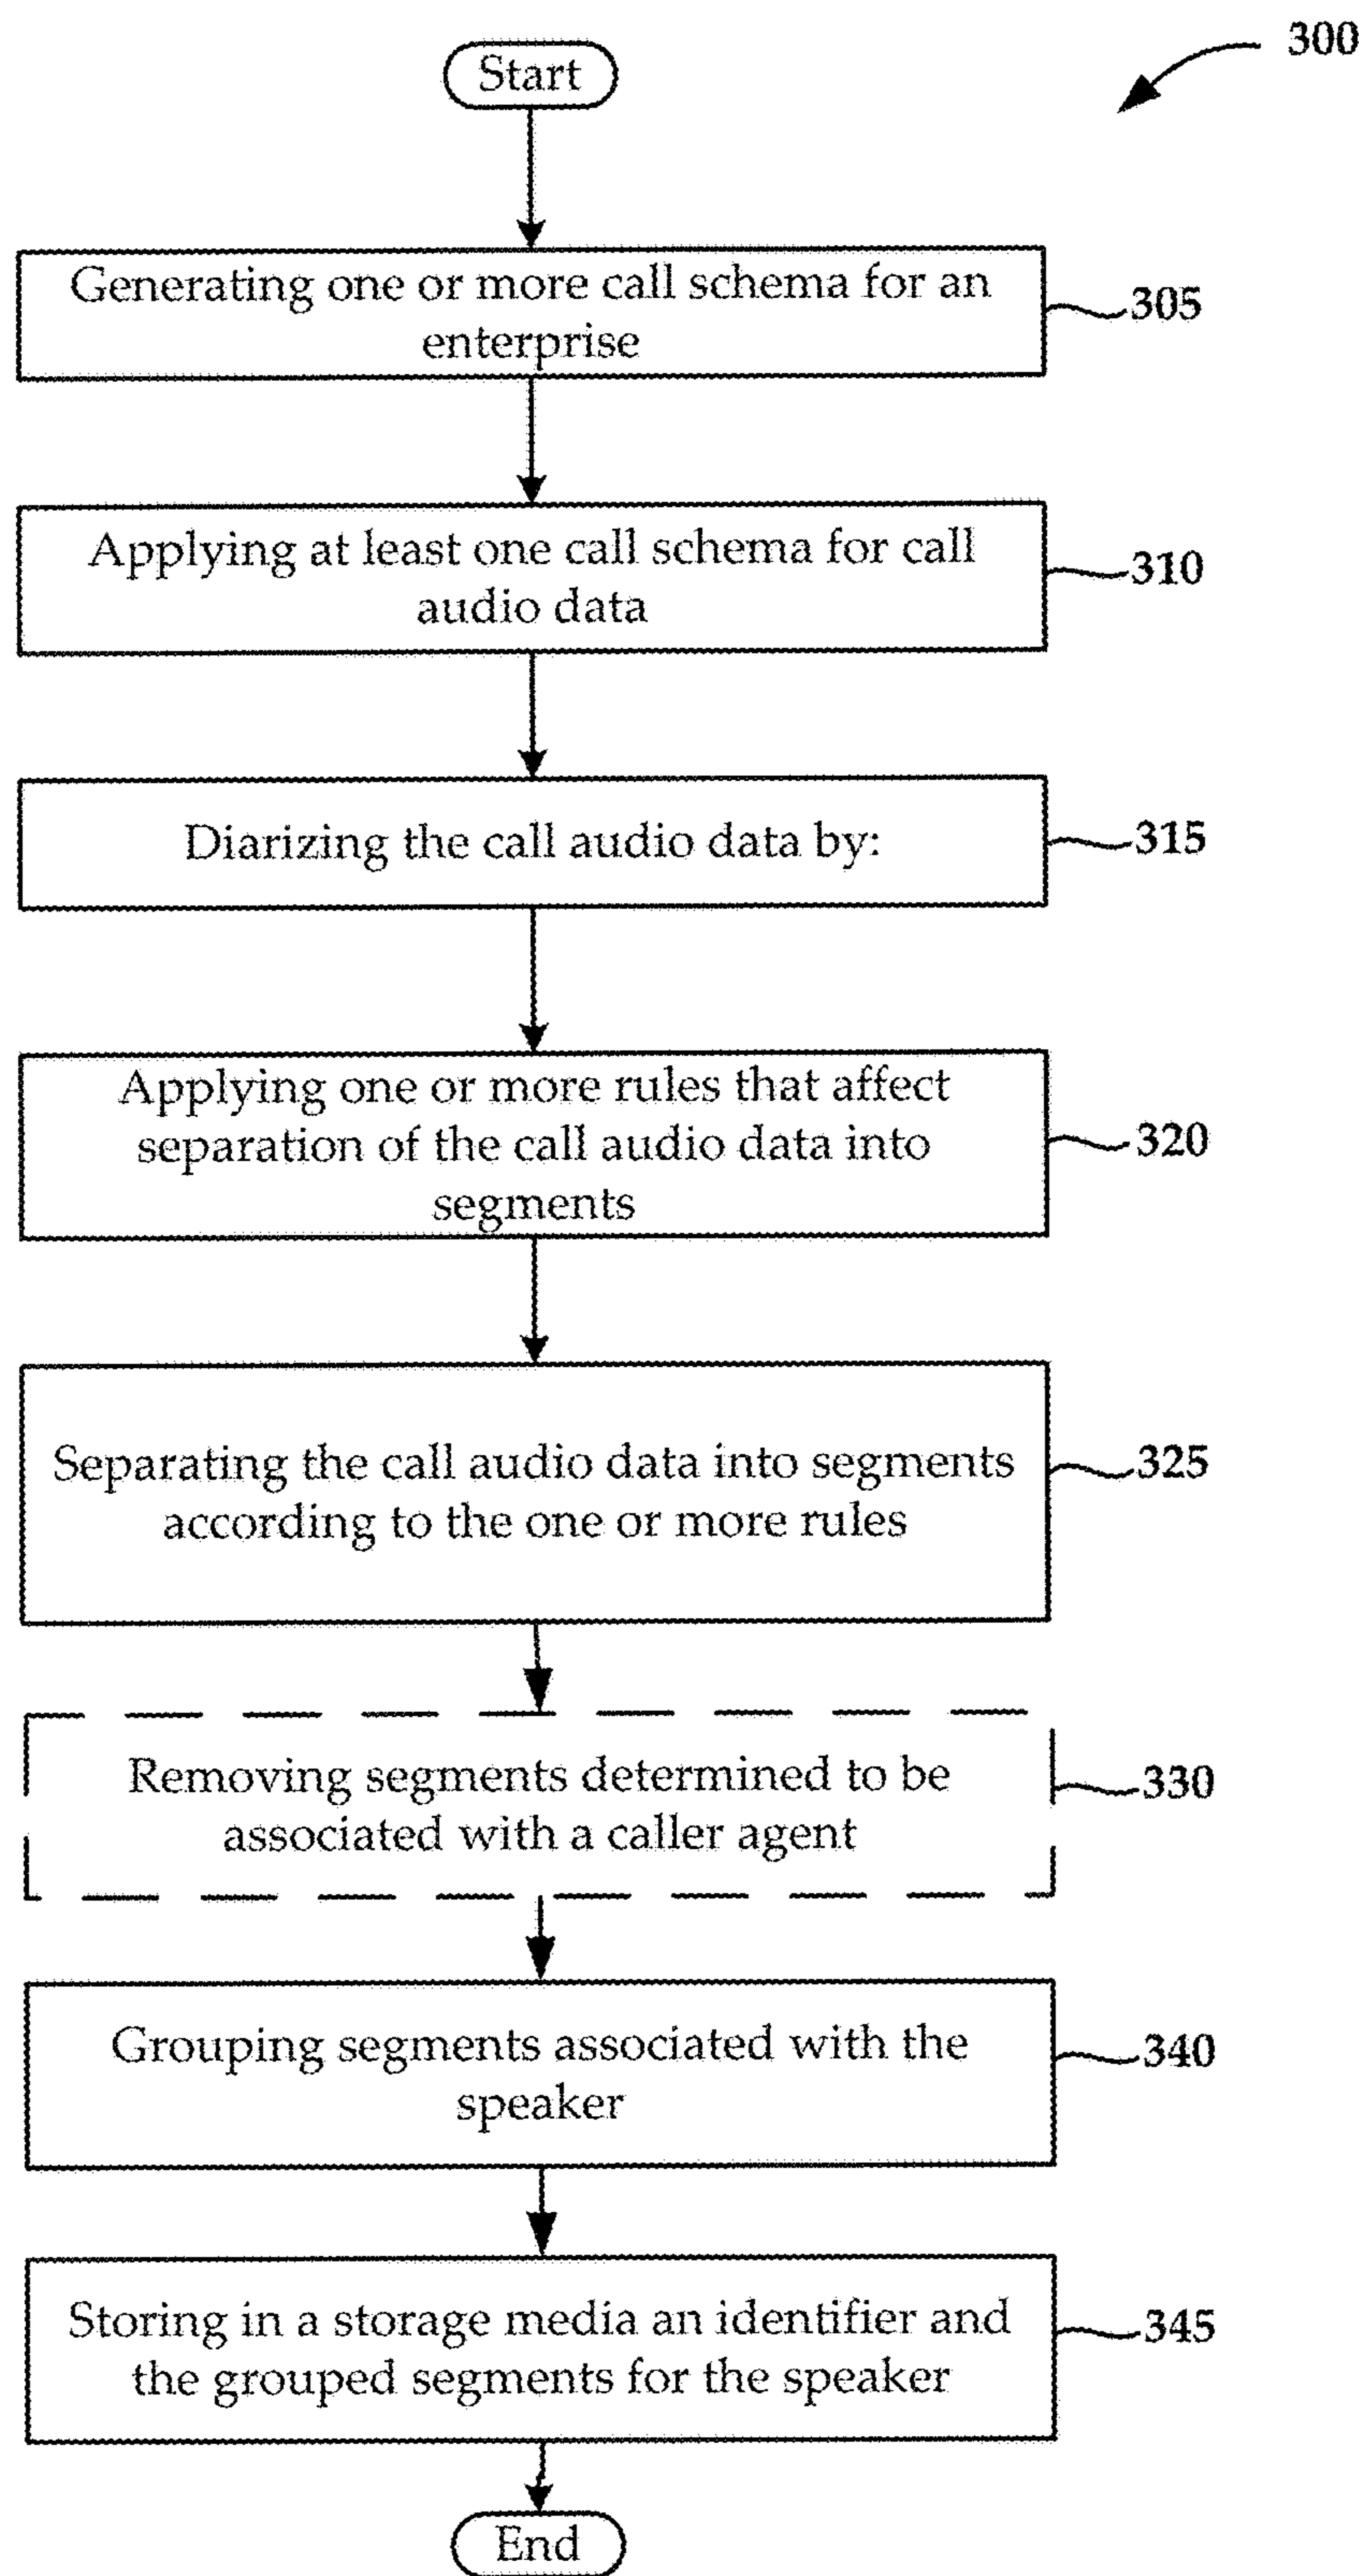 300
Start
Generating one or more call schema for an
enterprise
305
Applying at least one call schema for call
audio data
310
Diarizing the call audio data by:
315
Applying one or more rules that affect
separation of the call audio data into
segments
320
Separating the call audio data into segments
according to the one or more rules
325
Removing segments determined to be
associated with a caller agent
330
Grouping segments associated with the
speaker
340
Storing in a storage media an identifier and
the grouped segments for the speaker
345
End